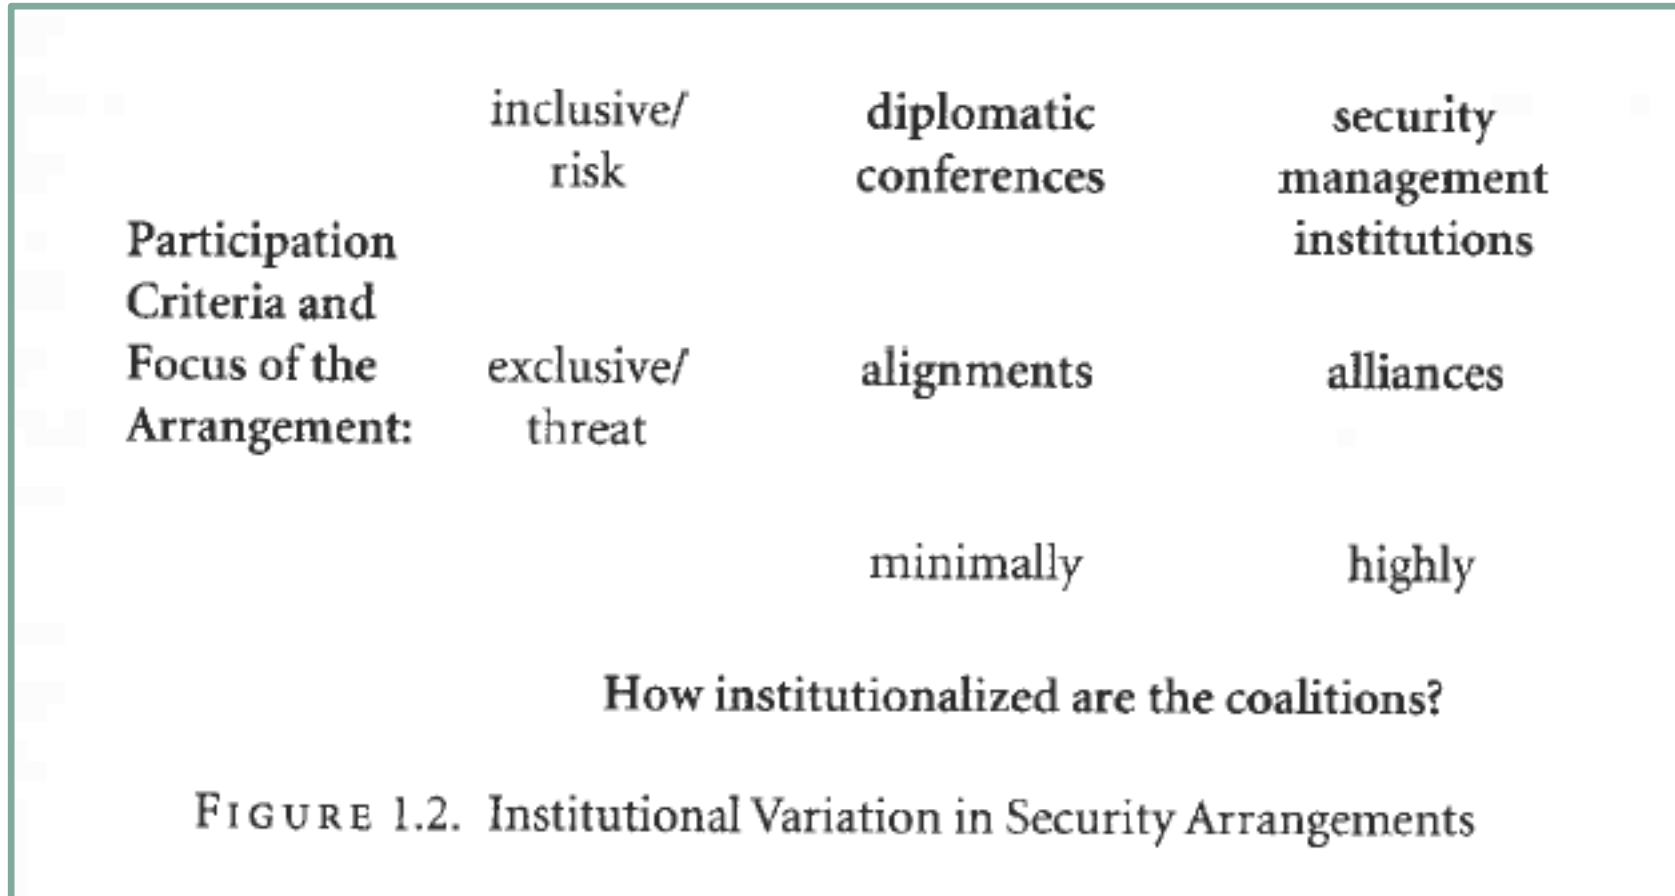 inclusive/ diplomatic security
risk conferences management
Participation institutions
Criteria and
Focus of the exclusive/ alignments alliances
Arrangement: threat
minimally highly
How institutionalized are the coalitions?
FIGURE 1.2. Institutional Variation in Security Arrangements